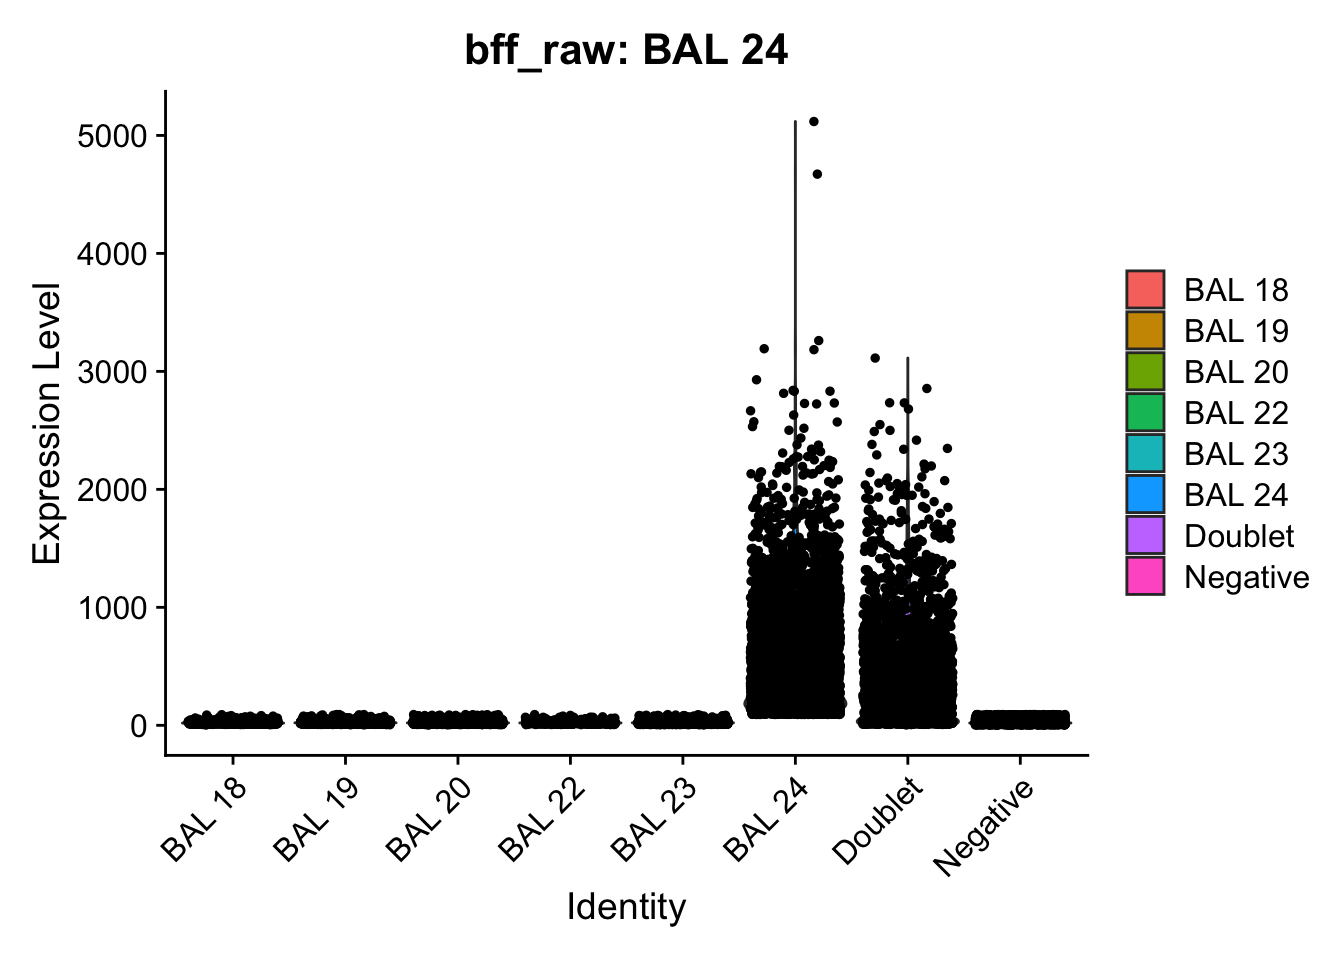 bff_raw: BAL 24
Expression Level
5000
4000
3000
2000
1000
0
BAL 18
BAL 19
BAL 20
BAL 22
BAL 23
BAL 24
Doublet
Negative
Identity
BAL 18
BAL 19
BAL 20
BAL 22
BAL 23
BAL 24
Doublet
Negative